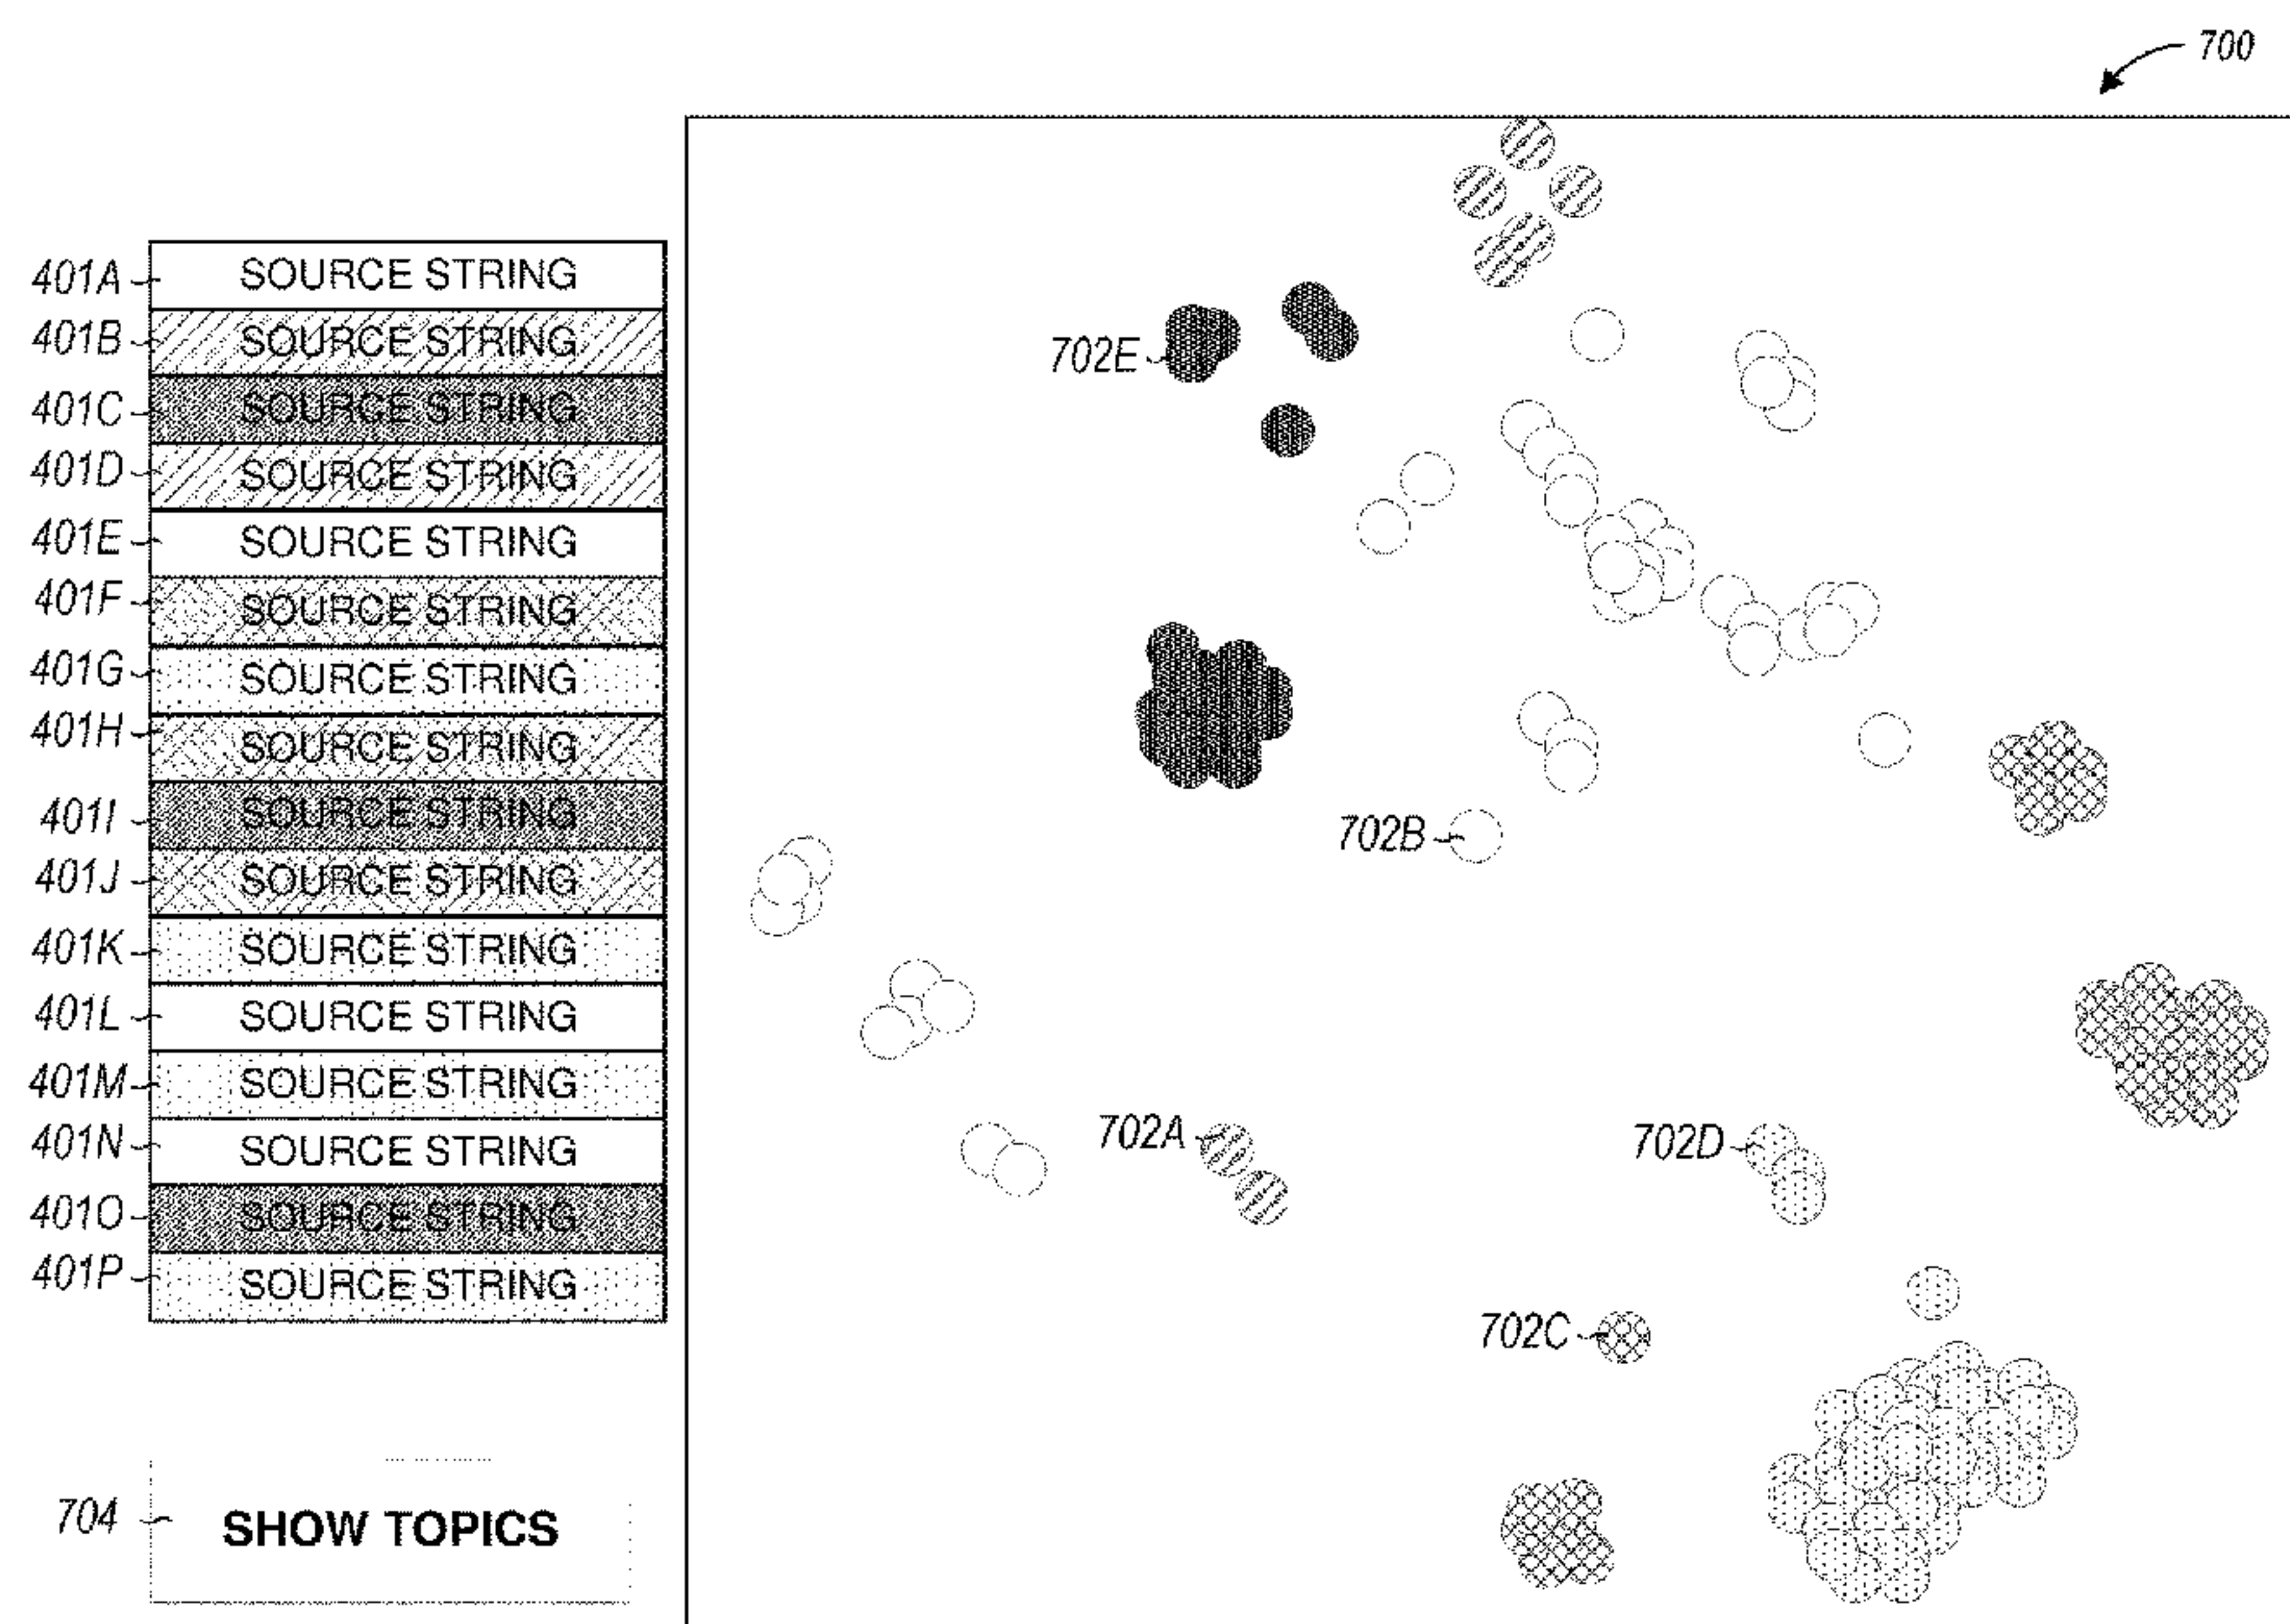 700
401A SOURCE STRING
401B SOURCE STRING
401C SOURCE STRING
401D SOURCE STRING
401E SOURCE STRING
401F SOURCE STRING
401G SOURCE STRING
401H SOURCE STRING
401I SOURCE STRING
401J SOURCE STRING
401K SOURCE STRING
401L SOURCE STRING
401M SOURCE STRING
401N SOURCE STRING
401O SOURCE STRING
401P SOURCE STRING
704 SHOW TOPICS
702E
702B
702A
702D
702C